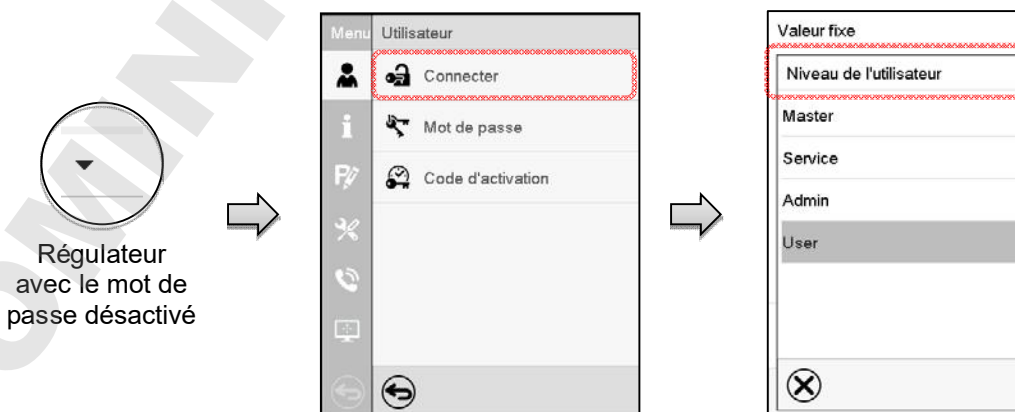 Régulateur
avec le mot de
passe désactivé
Menu
Utilisateur
Connecter
Mot de passe
Code d'activation
Valeur fixe
Niveau de l'utilisateur
Master
Service
Admin
User